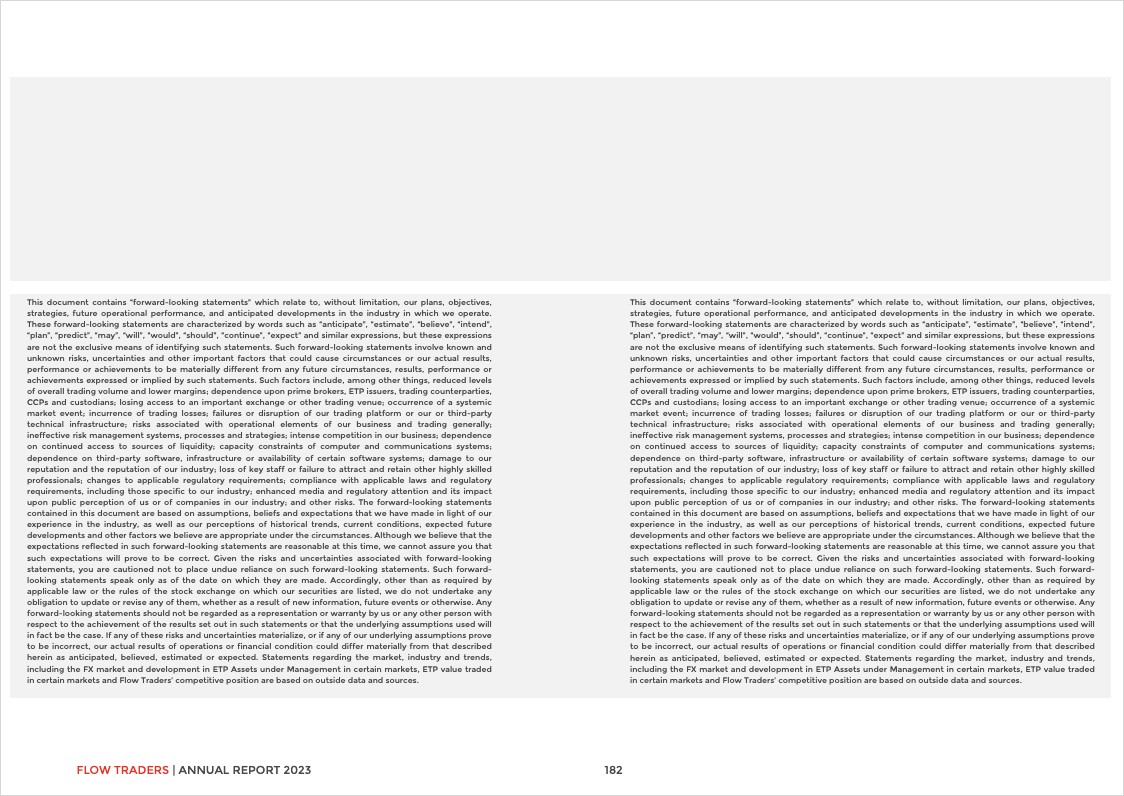 This document contains "forward-looking statements" which relate to, without limitation, our plans, objectives,
strategies, future operational performance, and anticipated developments in the industry in which we operate.
These forward-looking statements are characterized by words such as "anticipate", "estimate", "believe", "intend",
"plan", "predict", "may", "will", "would", "should", "continue", "expect" and similar expressions, but these expressions
are not the exclusive means of identifying such statements. Such forward-looking statements involve known and
unknown risks, uncertainties and other important factors that could cause circumstances or our actual results,
performance or achievements to be materially different from any future circumstances, results, performance or
achievements expressed or implied by such statements. Such factors include, among other things, reduced levels
of overall trading volume and lower margins; dependence upon prime brokers, ETP issuers, trading counterparties,
CCPs and custodians; losing access to an important exchange or other trading venue; occurrence of a systemic
market event; incurrence of trading losses; failures or disruption of our trading platform or our or third-party
technical infrastructure; risks associated with operational elements of our business and trading generally;
ineffective risk management systems, processes and strategies; intense competition in our business; dependence
on continued access to sources of liquidity; capacity constraints of computer and communications systems;
dependence on third-party software, infrastructure or availability of certain software systems; damage to our
reputation and the reputation of our industry; loss of key staff or failure to attract and retain other highly skilled
professionals; changes to applicable regulatory requirements; compliance with applicable laws and regulatory
requirements, including those specific to our industry; enhanced media and regulatory attention and its impact
upon public perception of us or of companies in our industry; and other risks. The forward-looking statements
contained in this document are based on assumptions, beliefs and expectations that we have made in light of our
experience in the industry, as well as our perceptions of historical trends, current conditions, expected future
developments and other factors we believe are appropriate under the circumstances. Although we believe that the
expectations reflected in such forward-looking statements are reasonable at this time, we cannot assure you that
such expectations will prove to be correct. Given the risks and uncertainties associated with forward-looking
statements, you are cautioned not to place undue reliance on such forward-looking statements. Such forward-
looking statements speak only as of the date on which they are made. Accordingly, other than as required by
applicable law or the rules of the stock exchange on which our securities are listed, we do not undertake any
obligation to update or revise any of them, whether as a result of new information, future events or otherwise. Any
forward-looking statements should not be regarded as a representation or warranty by us or any other person with
respect to the achievement of the results set out in such statements or that the underlying assumptions used will
in fact be the case. If any of these risks and uncertainties materialize, or if any of our underlying assumptions prove
to be incorrect, our actual results of operations or financial condition could differ materially from that described
herein as anticipated, believed, estimated or expected. Statements regarding the market, industry and trends,
including the FX market and development in ETP Assets under Management in certain markets, ETP value traded
in certain markets and Flow Traders' competitive position are based on outside data and sources.
This document contains "forward-looking statements" which relate to, without limitation, our plans, objectives,
strategies, future operational performance, and anticipated developments in the industry in which we operate.
These forward-looking statements are characterized by words such as "anticipate", "estimate", "believe", "intend",
"plan", "predict", "may", "will", "would", "should", "continue", "expect" and similar expressions, but these expressions
are not the exclusive means of identifying such statements. Such forward-looking statements involve known and
unknown risks, uncertainties and other important factors that could cause circumstances or our actual results,
performance or achievements to be materially different from any future circumstances, results, performance or
achievements expressed or implied by such statements. Such factors include, among other things, reduced levels
of overall trading volume and lower margins; dependence upon prime brokers, ETP issuers, trading counterparties,
CCPs and custodians; losing access to an important exchange or other trading venue; occurrence of a systemic
market event; incurrence of trading losses; failures or disruption of our trading platform or our or third-party
technical infrastructure; risks associated with operational elements of our business and trading generally;
ineffective risk management systems, processes and strategies; intense competition in our business; dependence
on continued access to sources of liquidity; capacity constraints of computer and communications systems;
dependence on third-party software, infrastructure or availability of certain software systems; damage to our
reputation and the reputation of our industry; loss of key staff or failure to attract and retain other highly skilled
professionals; changes to applicable regulatory requirements; compliance with applicable laws and regulatory
requirements, including those specific to our industry; enhanced media and regulatory attention and its impact
upon public perception of us or of companies in our industry; and other risks. The forward-looking statements
contained in this document are based on assumptions, beliefs and expectations that we have made in light of our
experience in the industry, as well as our perceptions of historical trends, current conditions, expected future
developments and other factors we believe are appropriate under the circumstances. Although we believe that the
expectations reflected in such forward-looking statements are reasonable at this time, we cannot assure you that
such expectations will prove to be correct. Given the risks and uncertainties associated with forward-looking
statements, you are cautioned not to place undue reliance on such forward-looking statements. Such forward-
looking statements speak only as of the date on which they are made. Accordingly, other than as required by
applicable law or the rules of the stock exchange on which our securities are listed, we do not undertake any
obligation to update or revise any of them, whether as a result of new information, future events or otherwise. Any
forward-looking statements should not be regarded as a representation or warranty by us or any other person with
respect to the achievement of the results set out in such statements or that the underlying assumptions used will
in fact be the case. If any of these risks and uncertainties materialize, or if any of our underlying assumptions prove
to be incorrect, our actual results of operations or financial condition could differ materially from that described
herein as anticipated, believed, estimated or expected. Statements regarding the market, industry and trends,
including the FX market and development in ETP Assets under Management in certain markets, ETP value traded
in certain markets and Flow Traders' competitive position are based on outside data and sources.
FLOW TRADERS | ANNUAL REPORT 2023
182